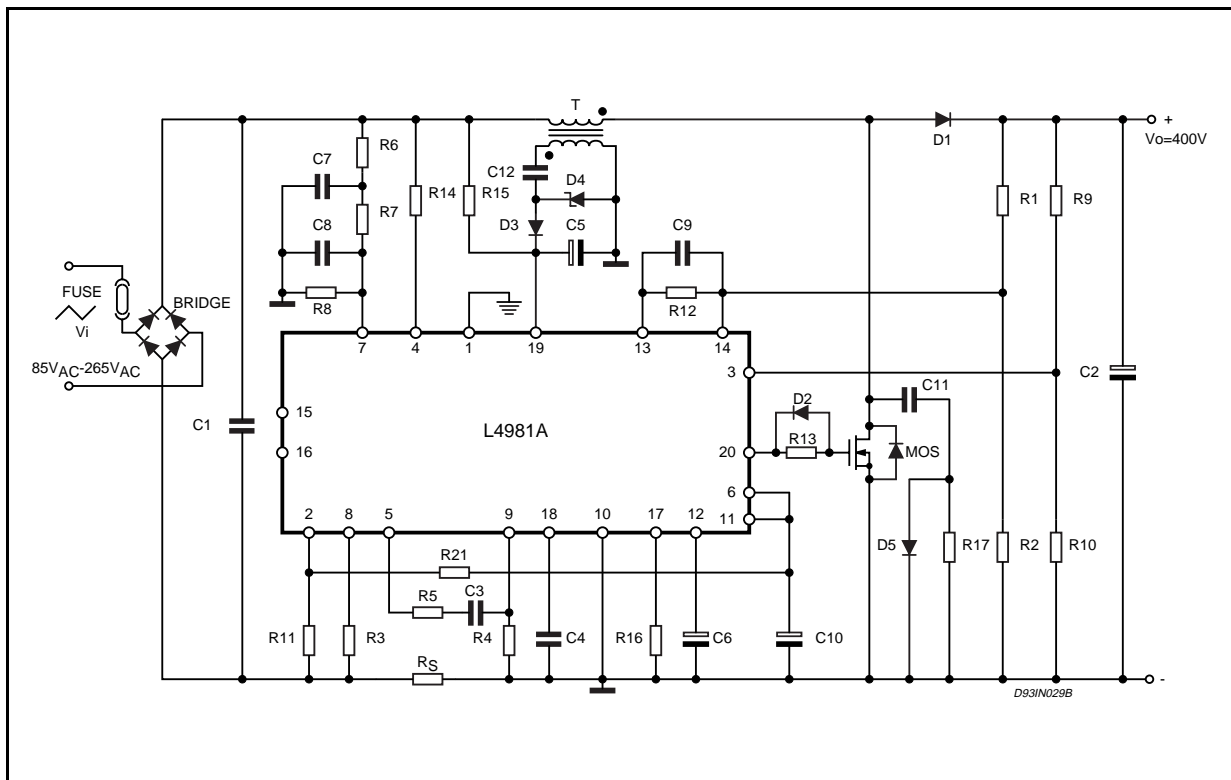 T
D1
+
Vo=400V
C7
R6
C12
D4
R14
R15
R1
R9
C8
R7
D3
C5
C9
FUSE
BRIDGE
R8
R12
Vi
7
4
1
19
13
14
85VAC-265VAC
3
C2
C11
15
D2
C1
L4981A
16
20
R13
MOS
6
2
8
5
9
18
10
17
12
11
D5
R17
R2
R10
R21
R5
C3
R11
R3
R4
C4
R16
C6
C10
RS
-
D93IN029B